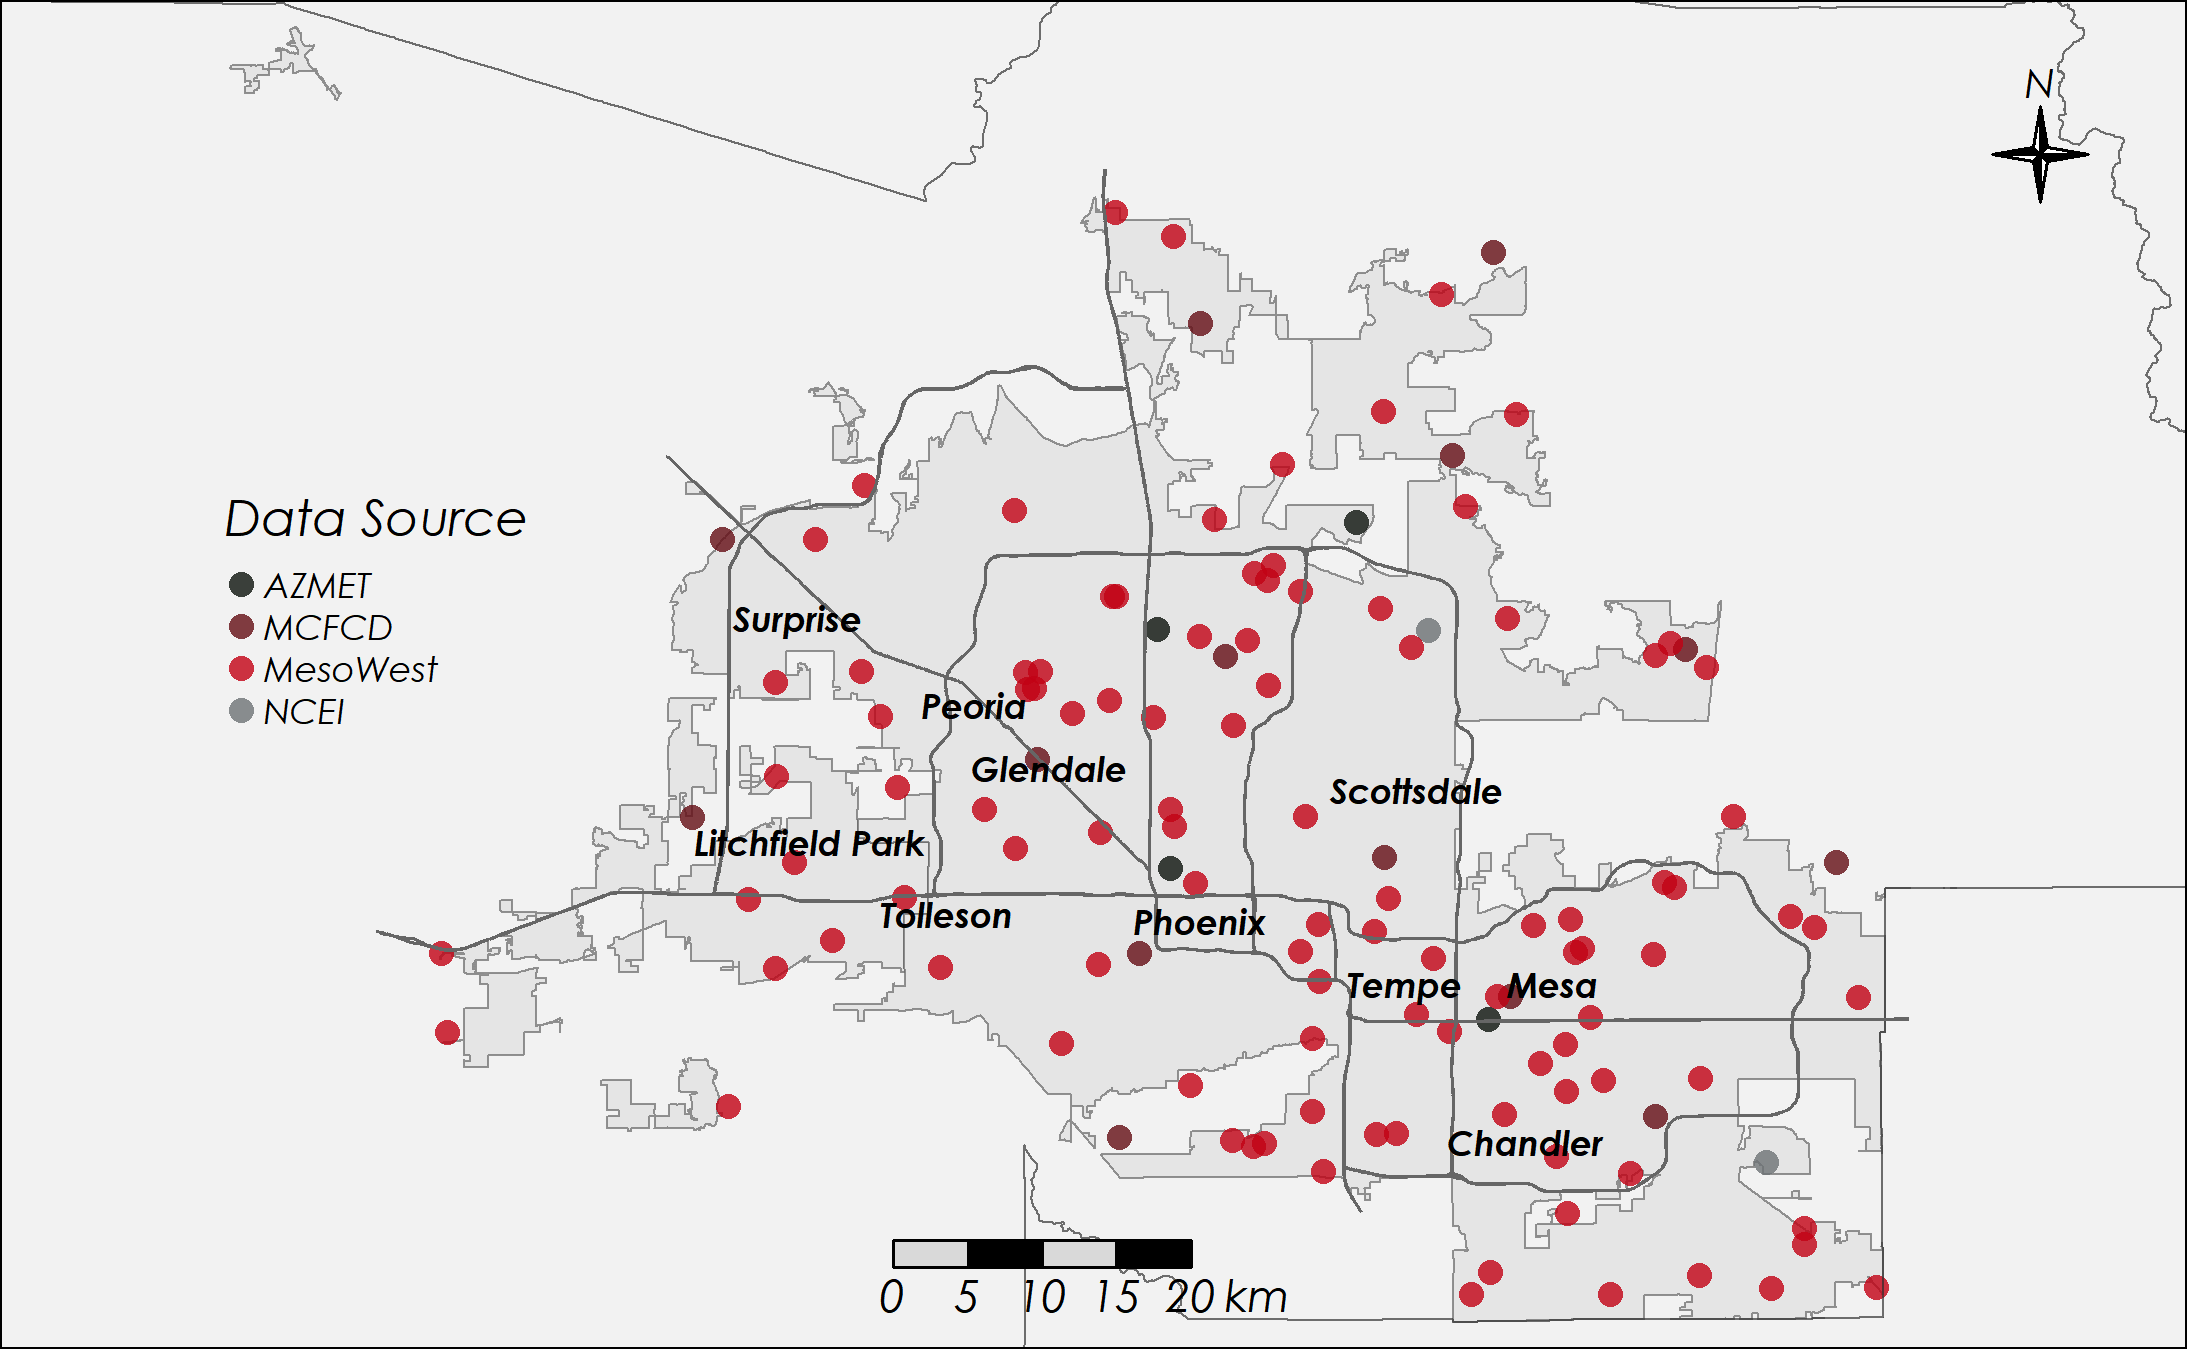 N
Data Source
AZMET
MCFCD
MesoWest
NCEI
Surprise
Peoria
Glendale
Scottsdale
Litchfield Park
Tolleson
Phoenix
Tempe
Mesa
Chandler
0 5 10 15 20 km